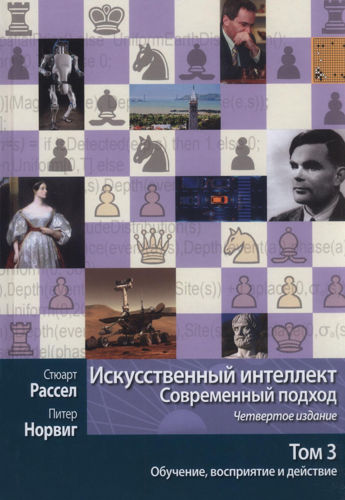 Стюарт
Рассел
Питер
Норвиг
Искусственный интеллект
Современный подход
Четвертое издание
Том 3
Обучение, восприятие и действие